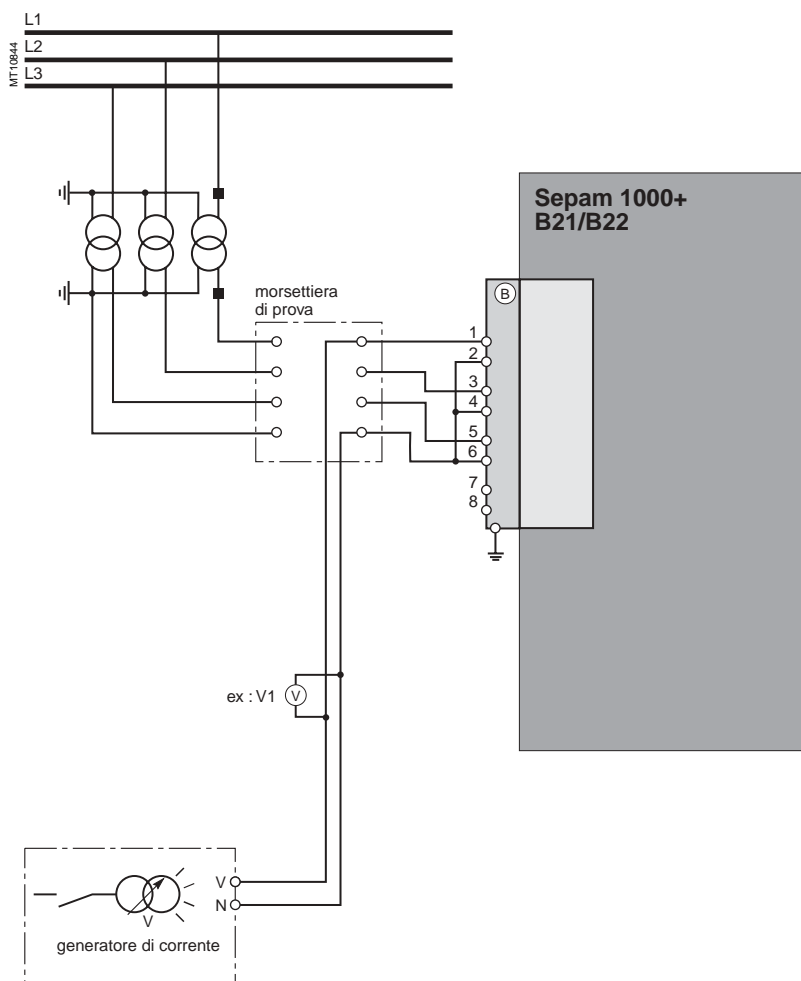 L1
MT10844
L2
L3
Sepam 1000+
B21/B22
morsettiera
di prova
B
1
2
3
4
5
6
7
8
ex : V1
V
V
N
V
generatore di corrente